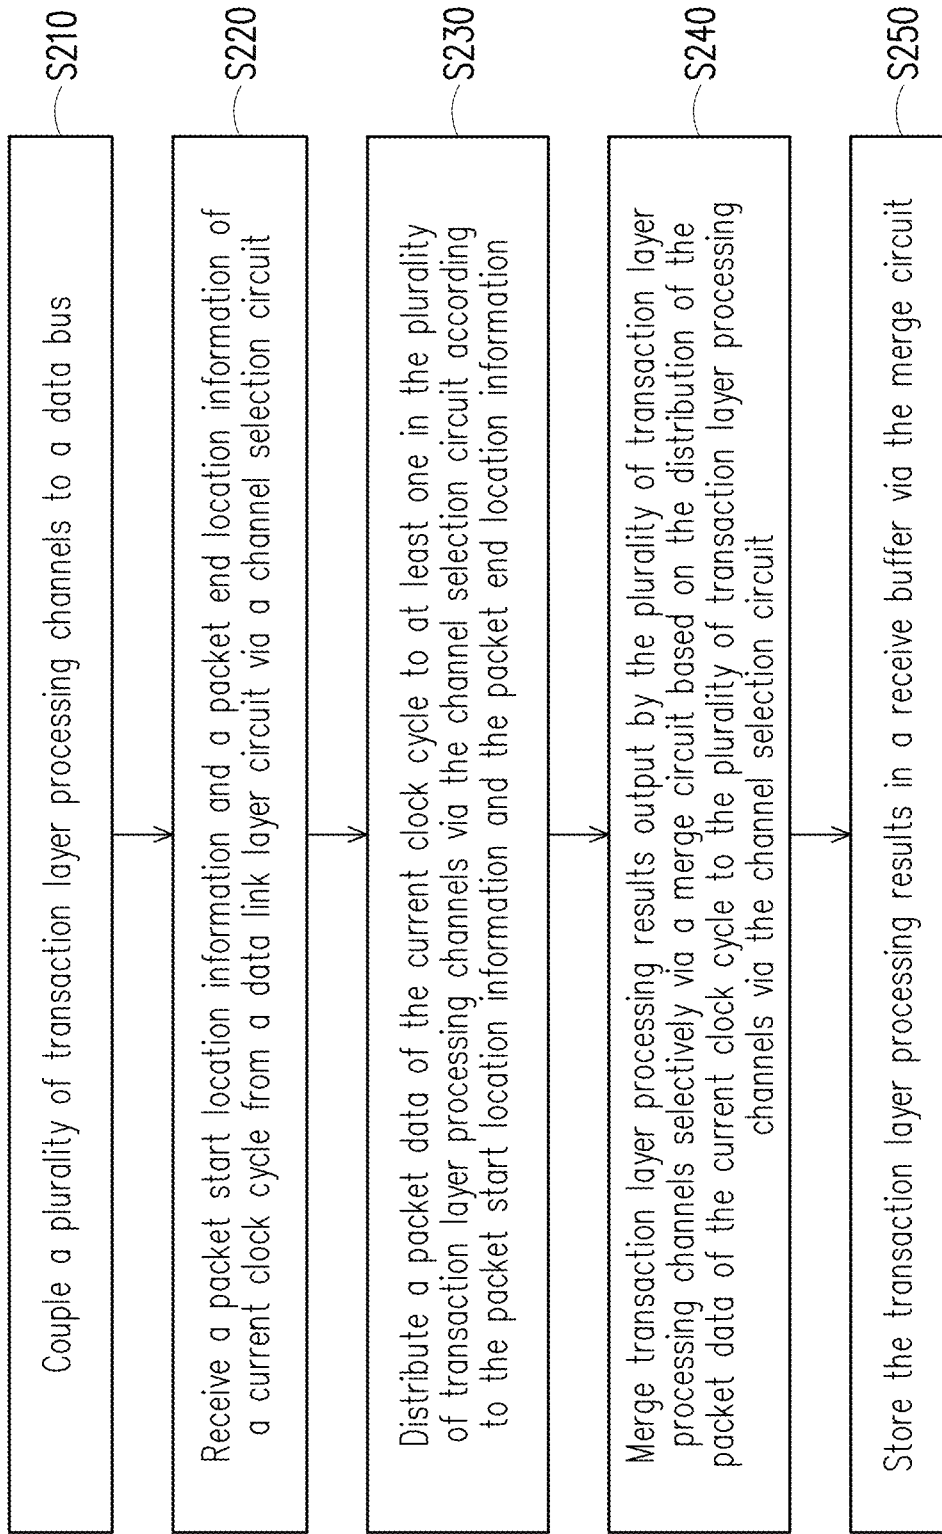 Couple a plurality of transaction layer processing channels to a data bus
S210
Receive a packet start location information and a packet end location information of
a current clock cycle from a data link layer circuit via a channel selection circuit
S220
Distribute a packet data of the current clock cycle to at least one in the plurality
of transaction layer processing channels via the channel selection circuit according
to the packet start location information and the packet end location information
S230
Merge transaction layer processing results output by the plurality of transaction layer
processing channels selectively via a merge circuit based on the distribution of the
packet data of the current clock cycle to the plurality of transaction layer processing
channels via the channel selection circuit
S240
Store the transaction layer processing results in a receive buffer via the merge circuit
S250